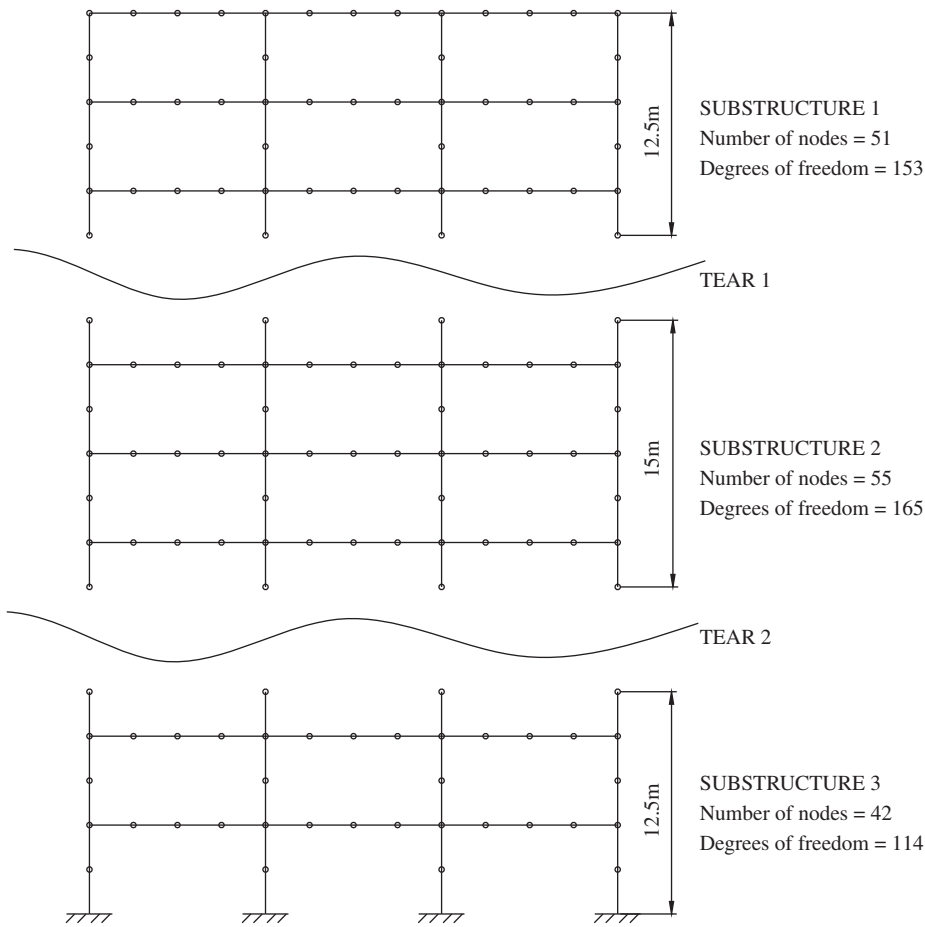 12.5m
SUBSTRUCTURE 1
Number of nodes = 51
Degrees of freedom = 153
TEAR 1
15m
SUBSTRUCTURE 2
Number of nodes = 55
Degrees of freedom = 165
TEAR 2
12.5m
SUBSTRUCTURE 3
Number of nodes = 42
Degrees of freedom = 114